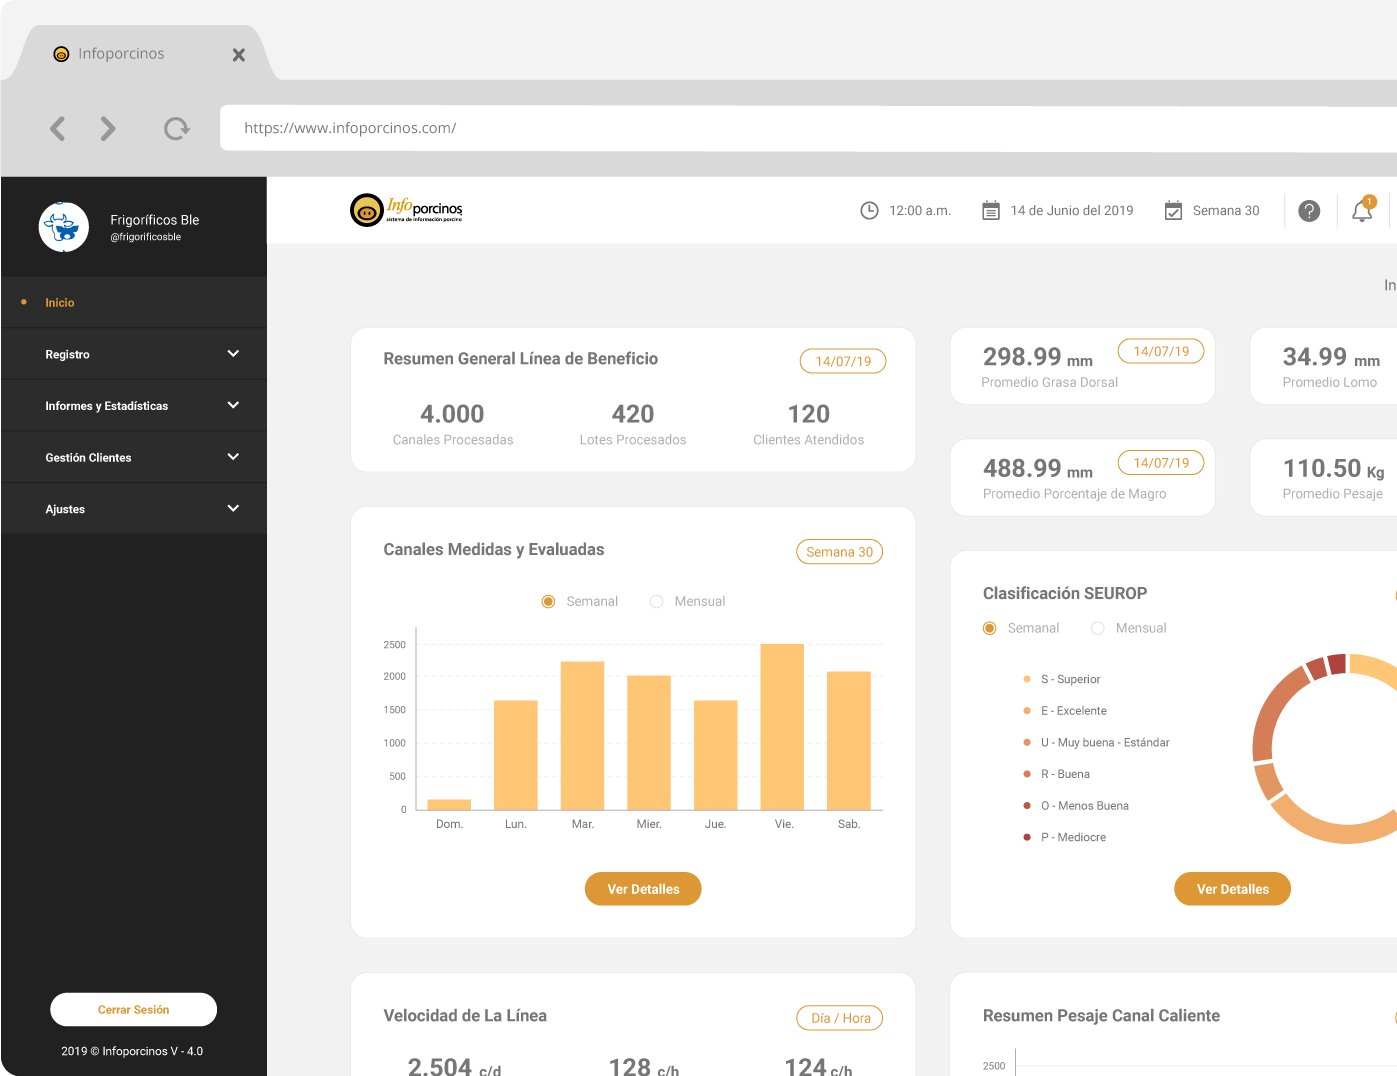 Infoporcinos
https://www.infoporcinos.com/
Frigoríficos Ble
@frigorificosble
Inicio
Registro
Informes y Estadísticas
Gestión Clientes
Ajustes
Cerrar Sesión
2019 © Infoporcinos V - 4.0
Infoporcinos
sistema de información porcino
12:00 a.m.
14 de Junio del 2019
Semana 30
?
1
In
Resumen General Línea de Beneficio
14/07/19
4.000
420
120
Canales Procesadas
Lotes Procesados
Clientes Atendidos
298.99 mm
14/07/19
Promedio Grasa Dorsal
34.99 mm
Promedio Lomo
488.99 mm
14/07/19
Promedio Porcentaje de Magro
110.50 Kg
Promedio Pesaje
Canales Medidas y Evaluadas
Semana 30
Semanal
Mensual
2500
2000
1500
1000
500
0
Dom.
Lun.
Mar.
Mier.
Jue.
Vie.
Sab.
Ver Detalles
Clasificación SEUROP
Semanal
Mensual
S - Superior
E - Excelente
U - Muy buena - Estándar
R - Buena
O - Menos Buena
P - Mediocre
Ver Detalles
Velocidad de La Línea
Día / Hora
2.504 c/d
128 c/h
124 c/h
Resumen Pesaje Canal Caliente
2500